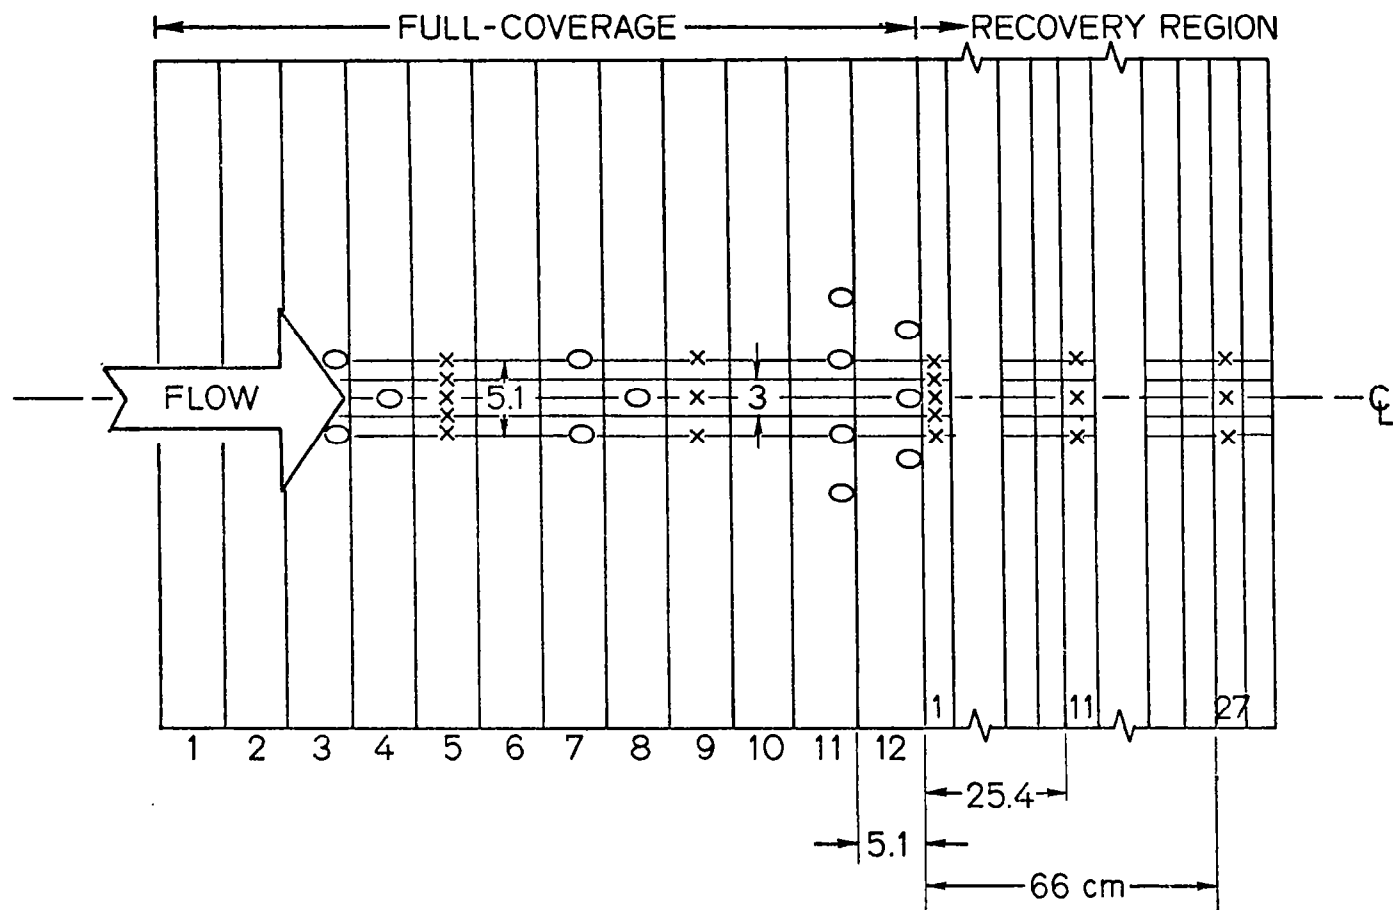 FULL-COVERAGE RECOVERY REGION
FLOW 5.1 3 ℄
1 11 27
1 2 3 4 5 6 7 8 9 10 11 12
25.4
5.1
66 cm